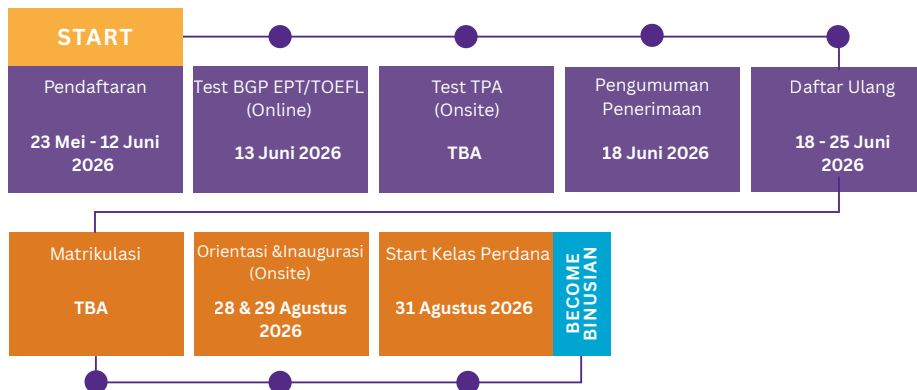 START
Pendaftaran
23 Mei - 12 Juni
2026
Test BGP EPT/TOEFL
(Online)
13 Juni 2026
Test TPA
(Onsite)
TBA
Pengumuman
Penerimaan
18 Juni 2026
Daftar Ulang
18 - 25 Juni
2026
Matrikulasi
TBA
Orientasi &Inaugurasi
(Onsite)
28 & 29 Agustus
2026
Start Kelas Perdana
31 Agustus 2026
BECOME
BINUSIAN